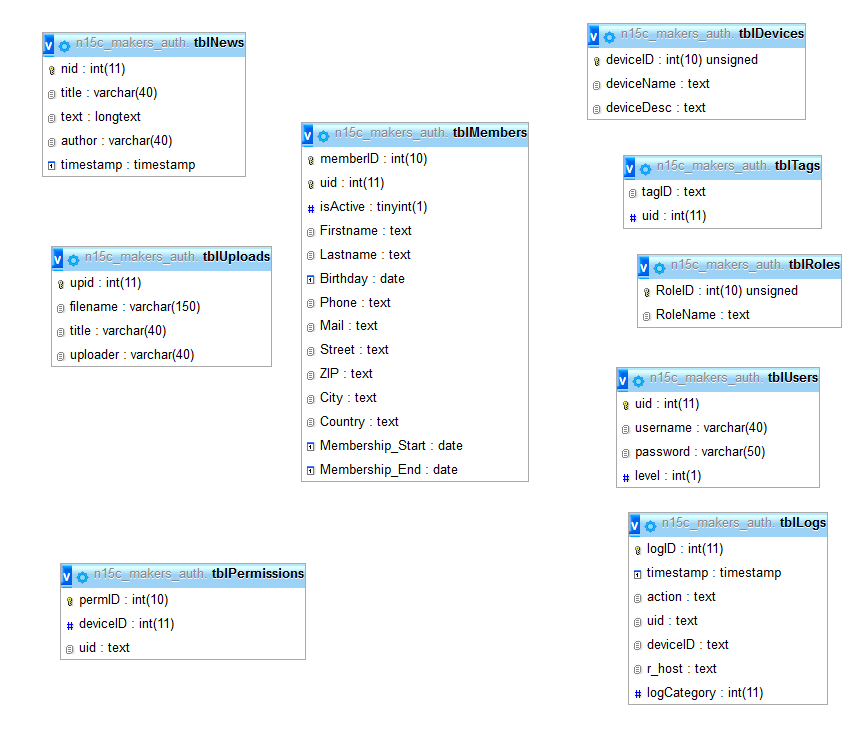 n15c_makers_auth. tblNews
nid : int(11)
title : varchar(40)
text : longtext
author : varchar(40)
timestamp : timestamp
n15c_makers_auth. tblUploads
upid : int(11)
filename : varchar(150)
title : varchar(40)
uploader : varchar(40)
n15c_makers_auth. tblPermissions
permID : int(10)
deviceID : int(11)
uid : text
n15c_makers_auth. tblMembers
memberID : int(10)
uid : int(11)
isActive : tinyint(1)
Firstname : text
Lastname : text
Birthday : date
Phone : text
Mail : text
Street : text
ZIP : text
City : text
Country : text
Membership_Start : date
Membership_End : date
n15c_makers_auth. tblDevices
deviceID : int(10) unsigned
deviceName : text
deviceDesc : text
n15c_makers_auth. tblTags
tagID : text
uid : int(11)
n15c_makers_auth. tblRoles
RoleID : int(10) unsigned
RoleName : text
n15c_makers_auth. tblUsers
uid : int(11)
username : varchar(40)
password : varchar(50)
level : int(1)
n15c_makers_auth. tblLogs
logID : int(11)
timestamp : timestamp
action : text
uid : text
deviceID : text
r_host : text
logCategory : int(11)